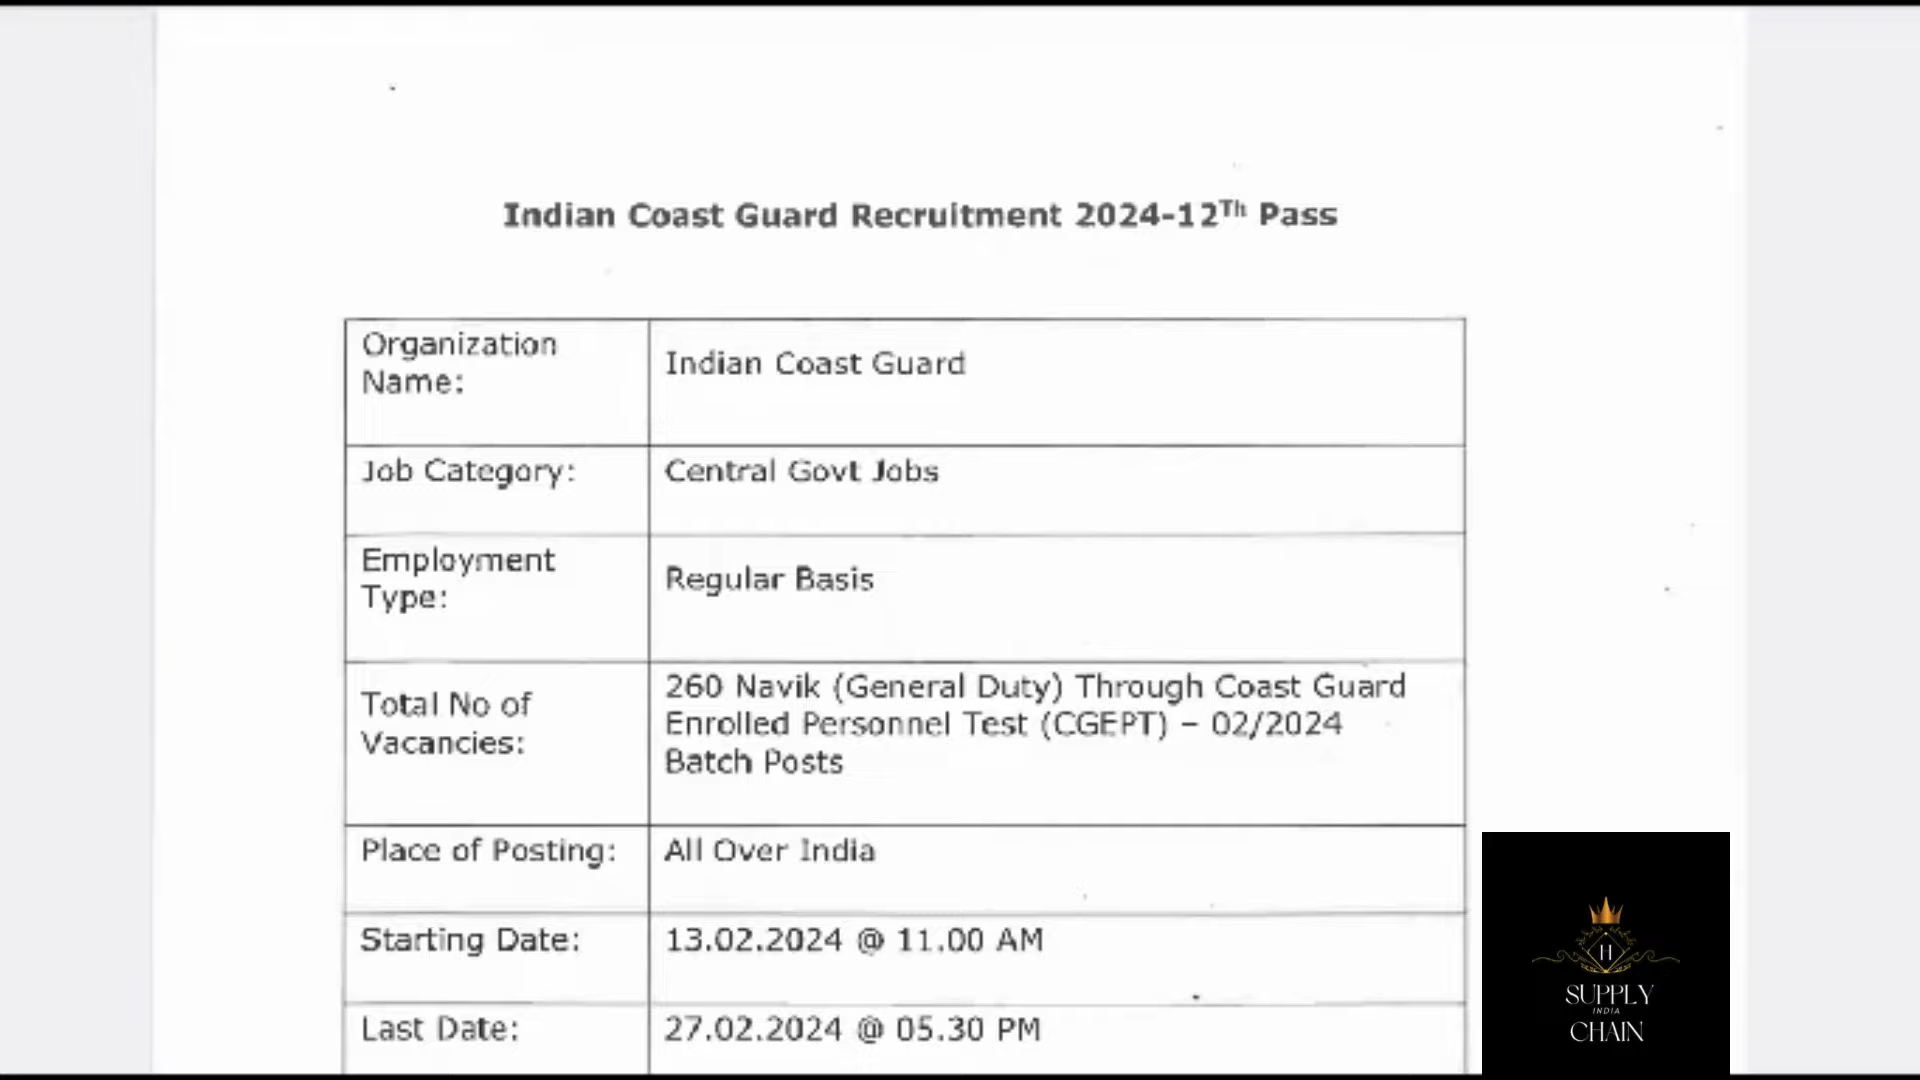 Indian Coast Guard Recruitment 2024-12Th Pass
Organization
Name:
Indian Coast Guard
Job Category:
Central Govt Jobs
Employment
Type:
Regular Basis
Total No of
Vacancies:
260 Navik (General Duty) Through Coast Guard
Enrolled Personnel Test (CGEPT) – 02/2024
Batch Posts
Place of Posting:
All Over India
Starting Date:
13.02.2024 @ 11.00 AM
Last Date:
27.02.2024 @ 05.30 PM
H
SUPPLY
INDIA
CHAIN